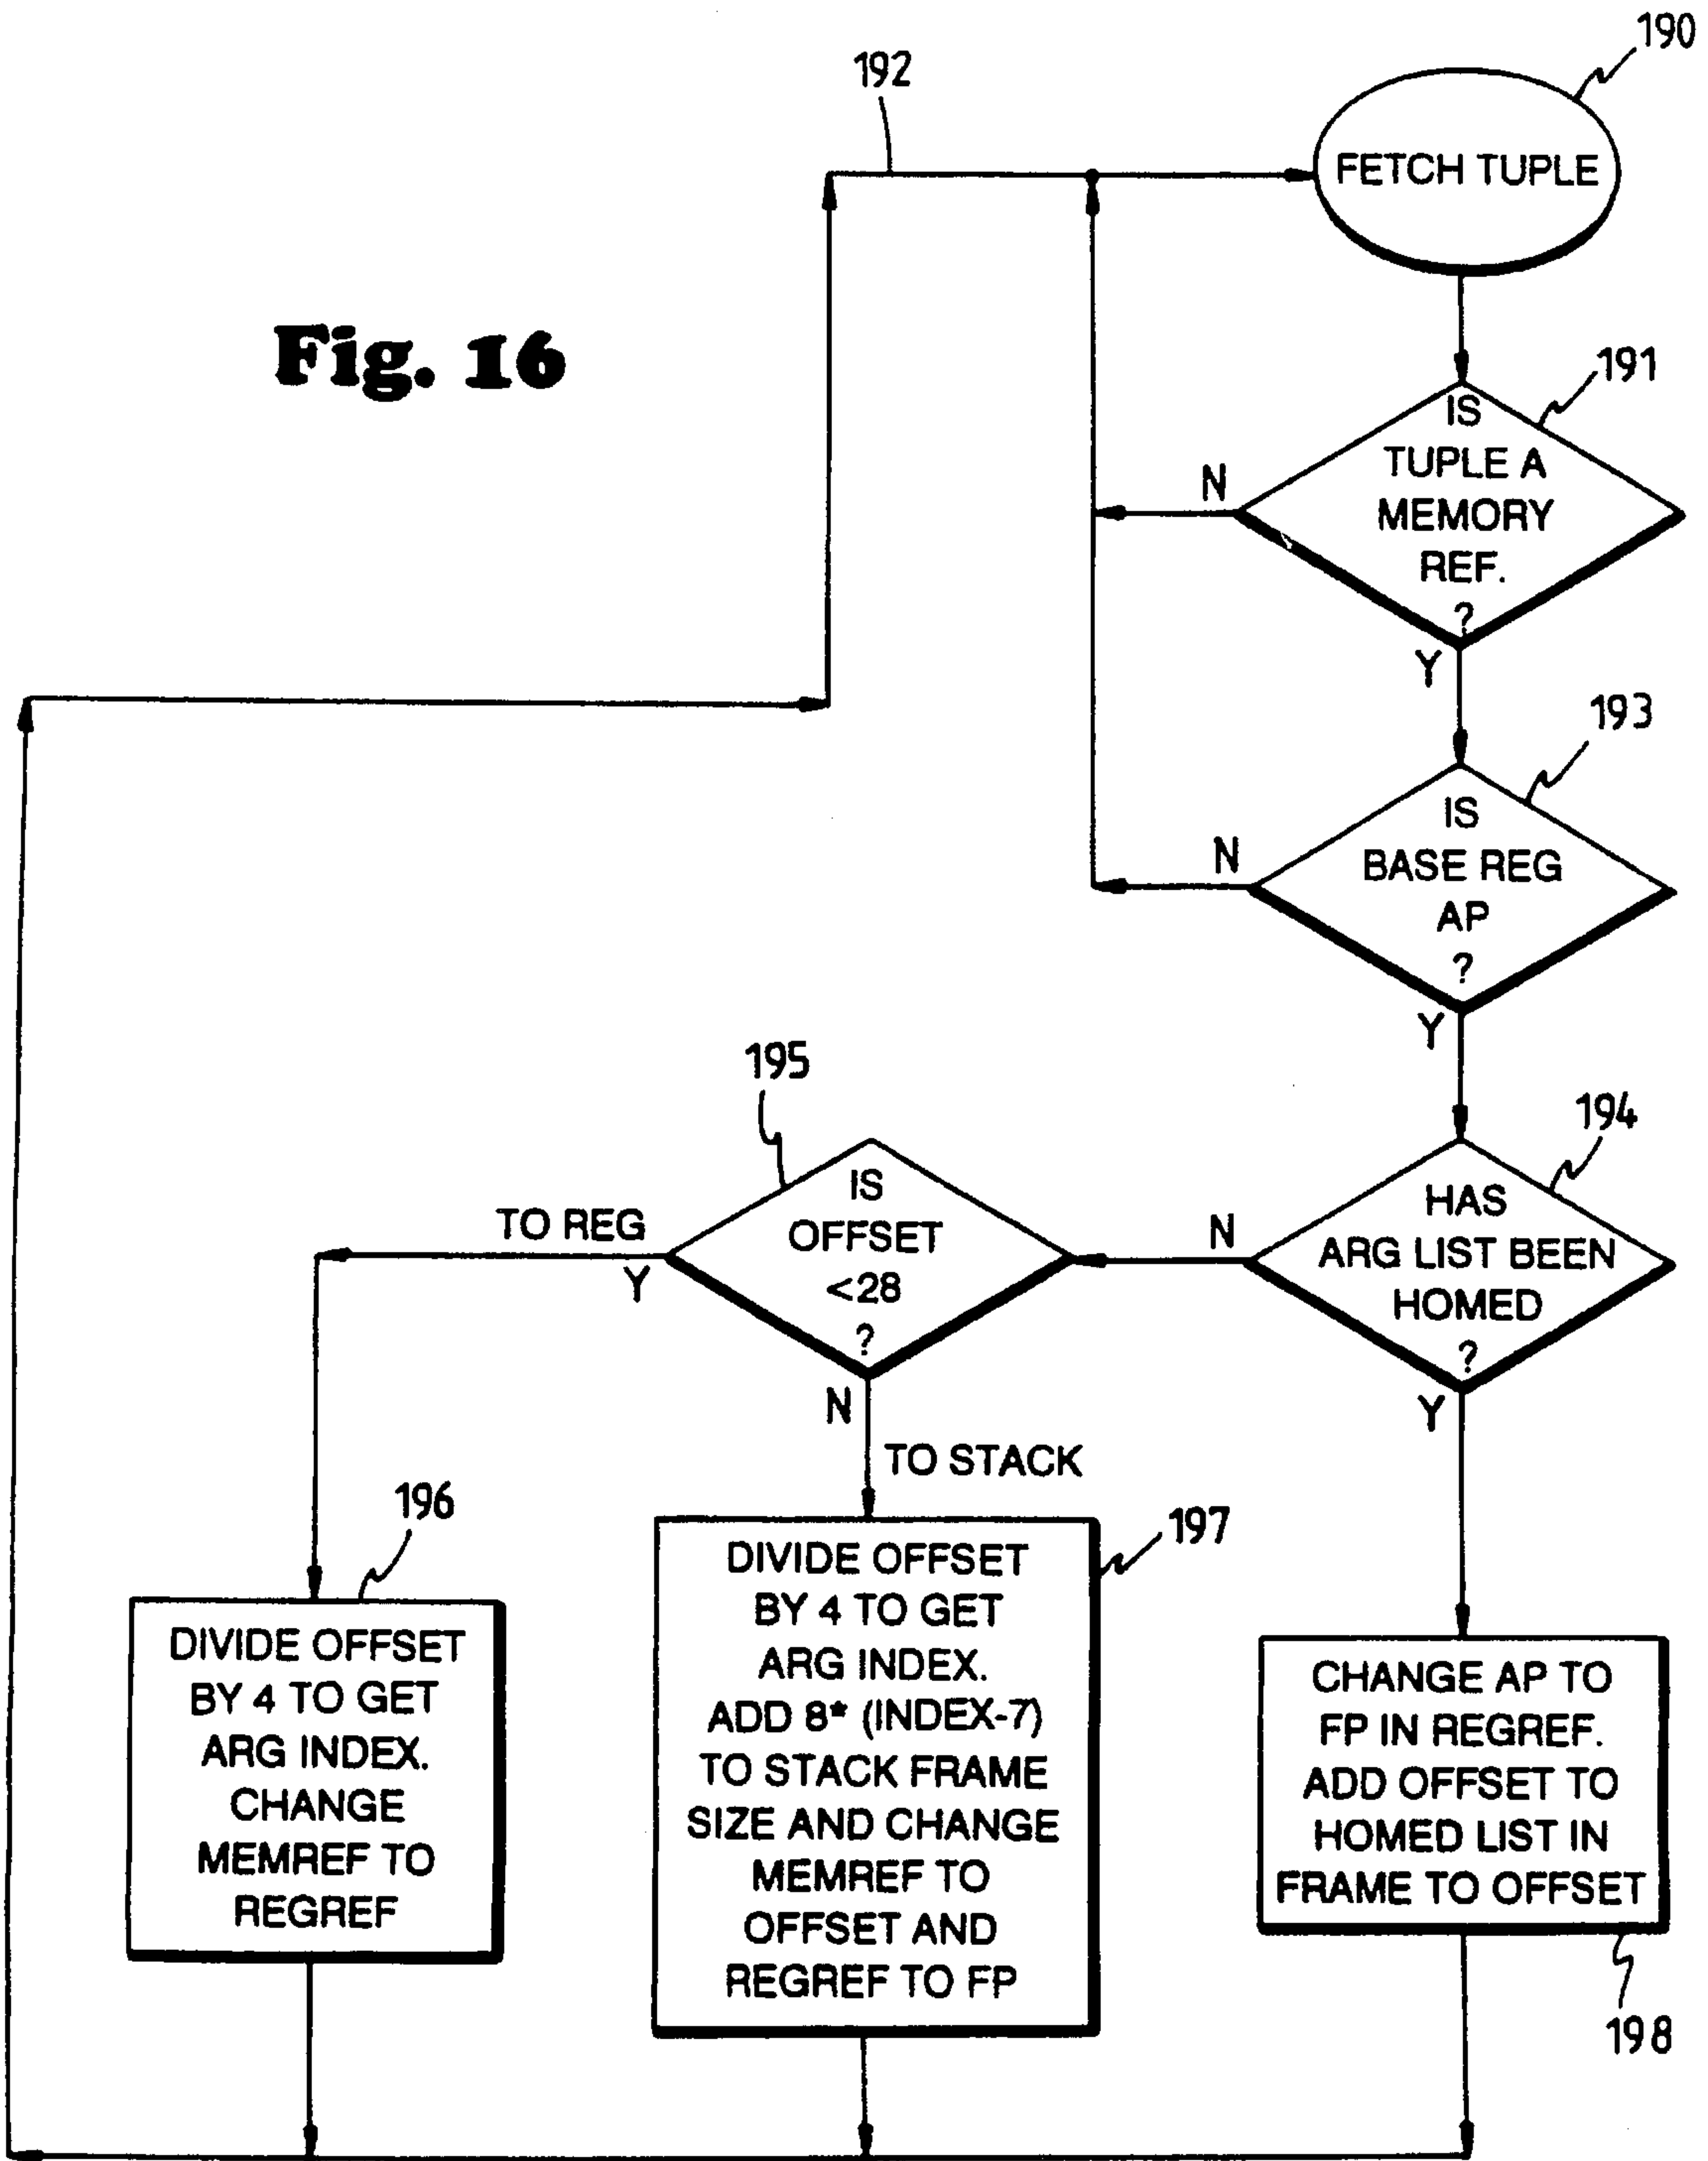 190
192
FETCH TUPLE
Fig. 16
191
IS
TUPLE A
MEMORY
REF.
?
N
Y
193
IS
BASE REG
AP
?
N
Y
195
194
IS
OFFSET
<28
?
TO REG
Y
N
TO STACK
HAS
ARG LIST BEEN
HOMED
?
N
Y
196
DIVIDE OFFSET
BY 4 TO GET
ARG INDEX.
CHANGE
MEMREF TO
REGREF
197
DIVIDE OFFSET
BY 4 TO GET
ARG INDEX.
ADD 8* (INDEX-7)
TO STACK FRAME
SIZE AND CHANGE
MEMREF TO
OFFSET AND
REGREF TO FP
CHANGE AP TO
FP IN REGREF.
ADD OFFSET TO
HOMED LIST IN
FRAME TO OFFSET
198